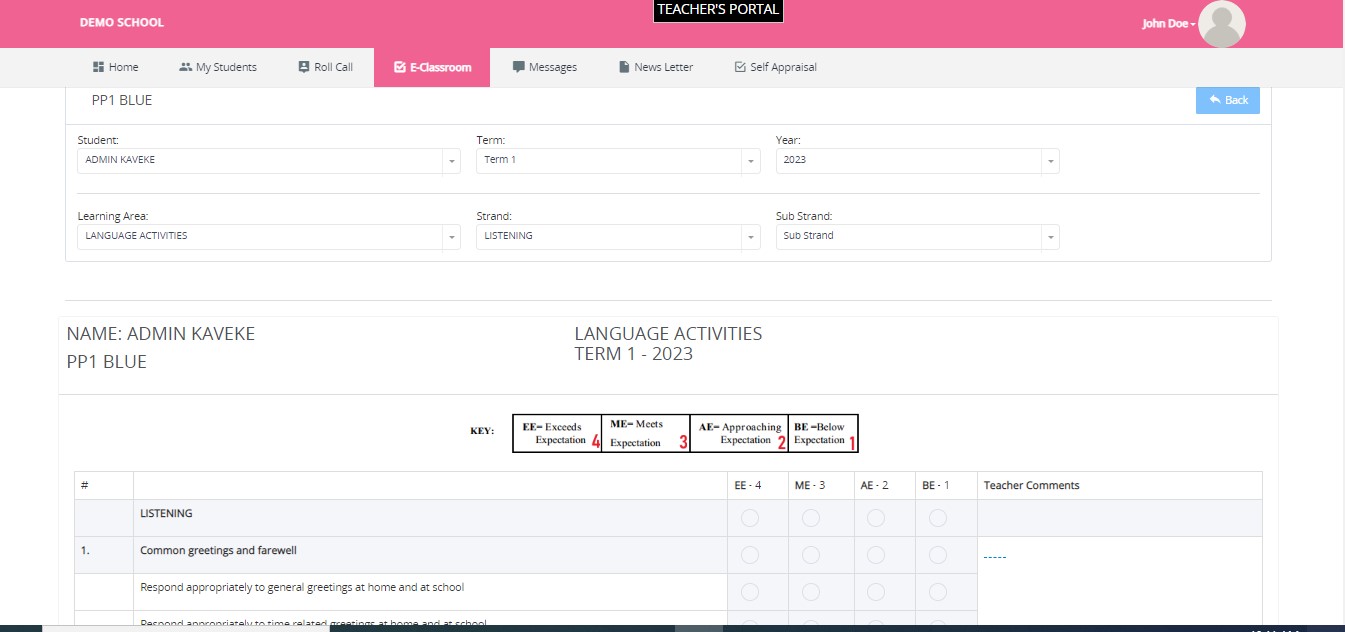 TEACHER'S PORTAL
DEMO SCHOOL
John Doe
Home
My Students
Roll Call
E-Classroom
Messages
News Letter
Self Appraisal
PP1 BLUE
Back
Student:
Term:
Year:
ADMIN KAVEKE
Term 1
2023
Learning Area:
Strand:
Sub Strand:
LANGUAGE ACTIVITIES
LISTENING
Sub Strand
NAME: ADMIN KAVEKE
LANGUAGE ACTIVITIES
TERM 1 - 2023
PP1 BLUE
KEY:
EE= Exceeds
Expectation 4
ME= Meets
Expectation 3
AE= Approaching
Expectation 2
BE =Below
Expectation 1
#
EE - 4
ME - 3
AE - 2
BE - 1
Teacher Comments
LISTENING
1.
Common greetings and farewell
-----
Respond appropriately to general greetings at home and at school
Respond appropriately to time related greetings at home and at school